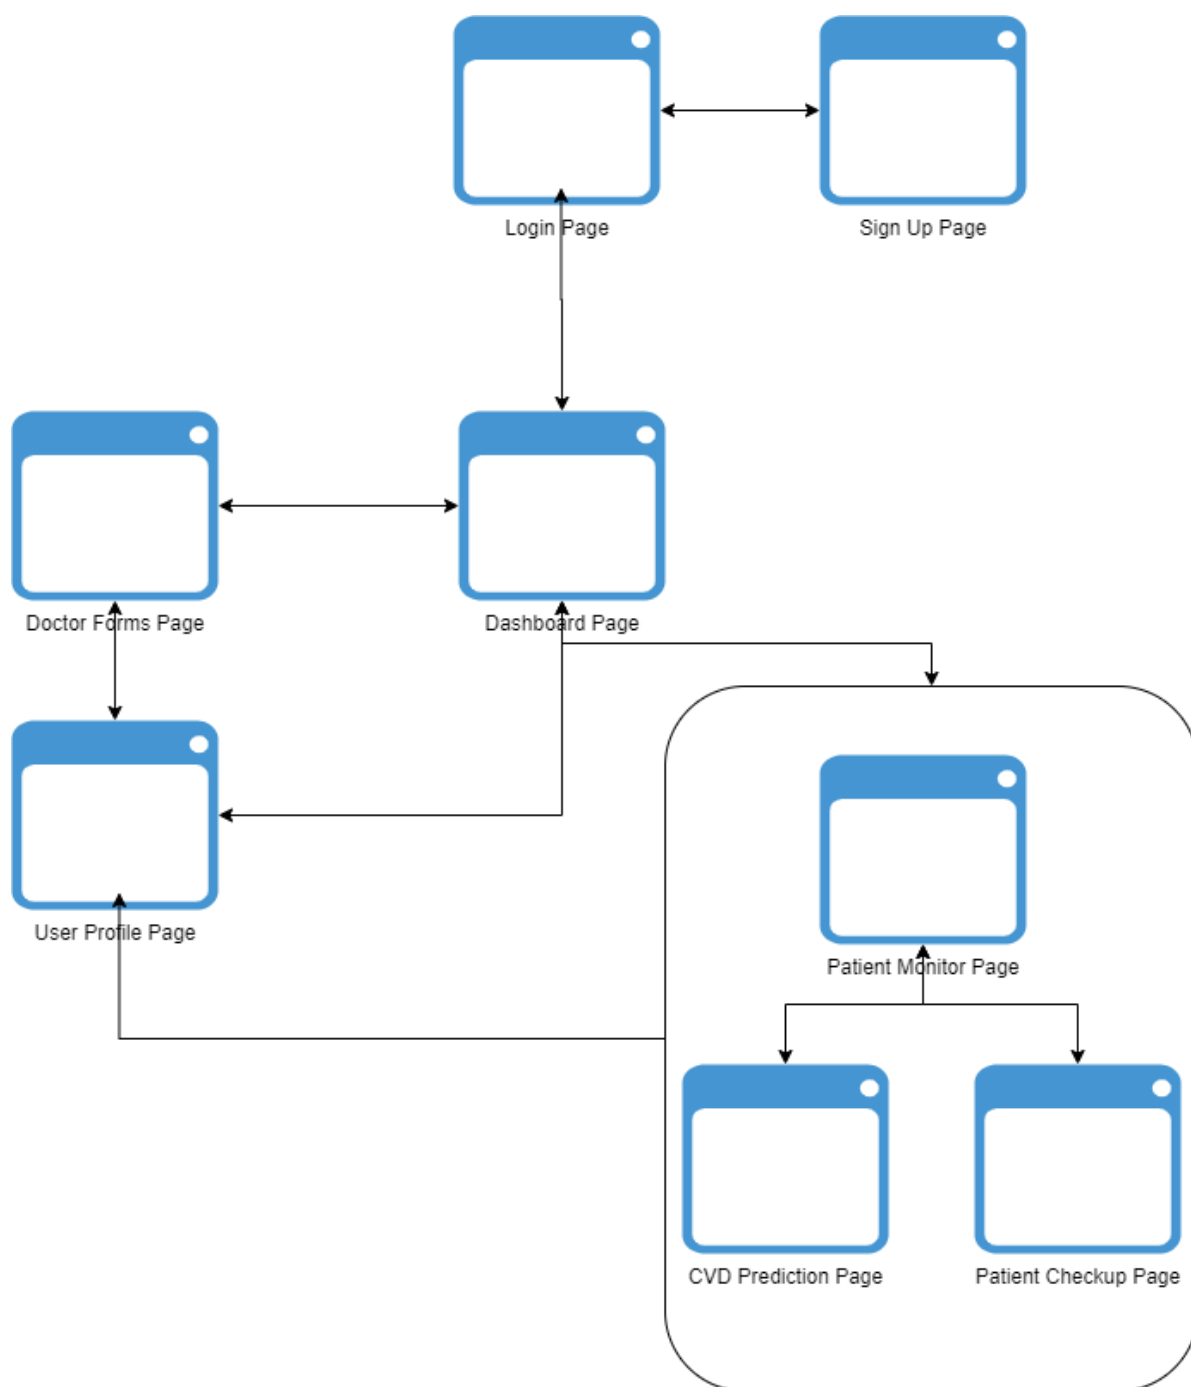 Login Page
Sign Up Page
Doctor Forms Page
Dashboard Page
User Profile Page
Patient Monitor Page
CVD Prediction Page
Patient Checkup Page